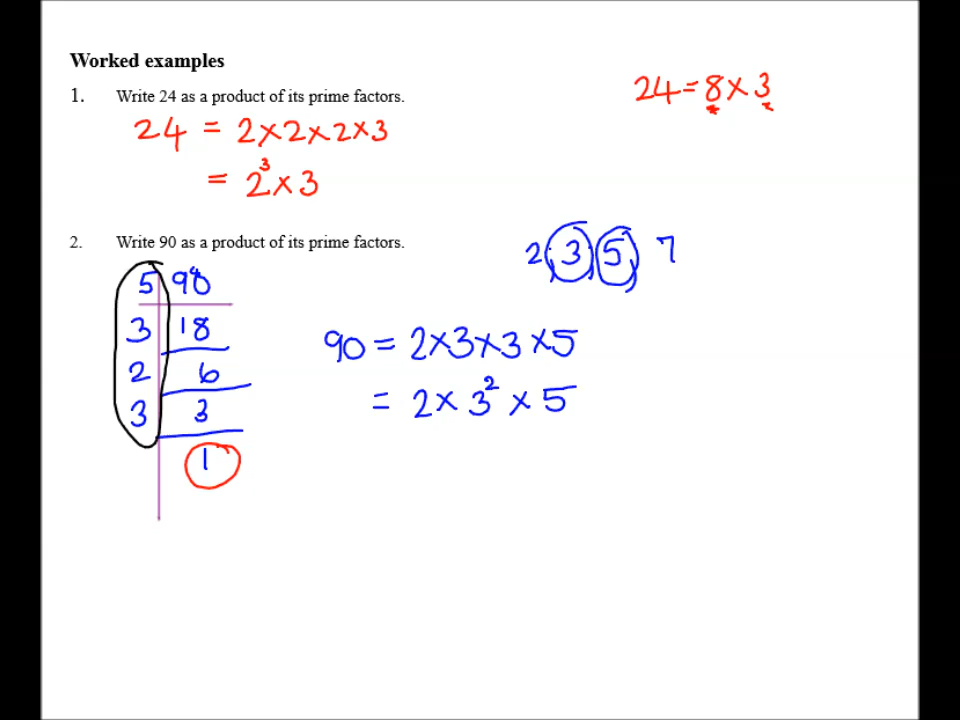 Worked examples
1. Write 24 as a product of its prime factors.
24 = 8 × 3
24 = 2 × 2 × 2 × 3
= 2³ × 3
2. Write 90 as a product of its prime factors.
2, 3, 5, 7
5 90
3 18
2 6
3 3
1
90 = 2 × 3 × 3 × 5
= 2 × 3² × 5